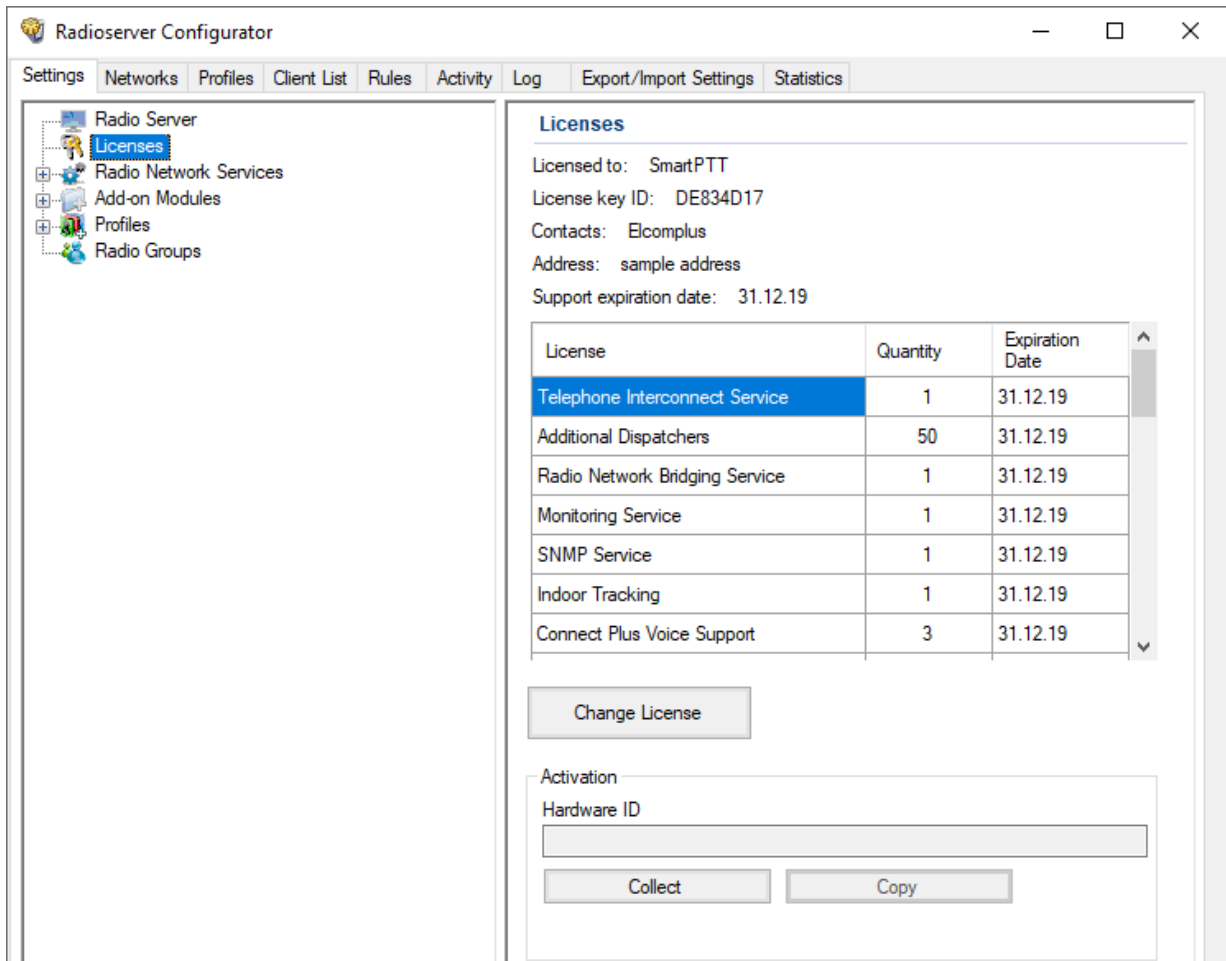 Radioserver Configurator
Settings Networks Profiles Client List Rules Activity Log Export/Import Settings Statistics
Radio Server
Licenses
Radio Network Services
Add-on Modules
Profiles
Radio Groups
Licenses
Licensed to: SmartPTT
License key ID: DE834D17
Contacts: Elcomplus
Address: sample address
Support expiration date: 31.12.19
License Quantity Expiration Date
Telephone Interconnect Service 1 31.12.19
Additional Dispatchers 50 31.12.19
Radio Network Bridging Service 1 31.12.19
Monitoring Service 1 31.12.19
SNMP Service 1 31.12.19
Indoor Tracking 1 31.12.19
Connect Plus Voice Support 3 31.12.19
Change License
Activation
Hardware ID
Collect Copy